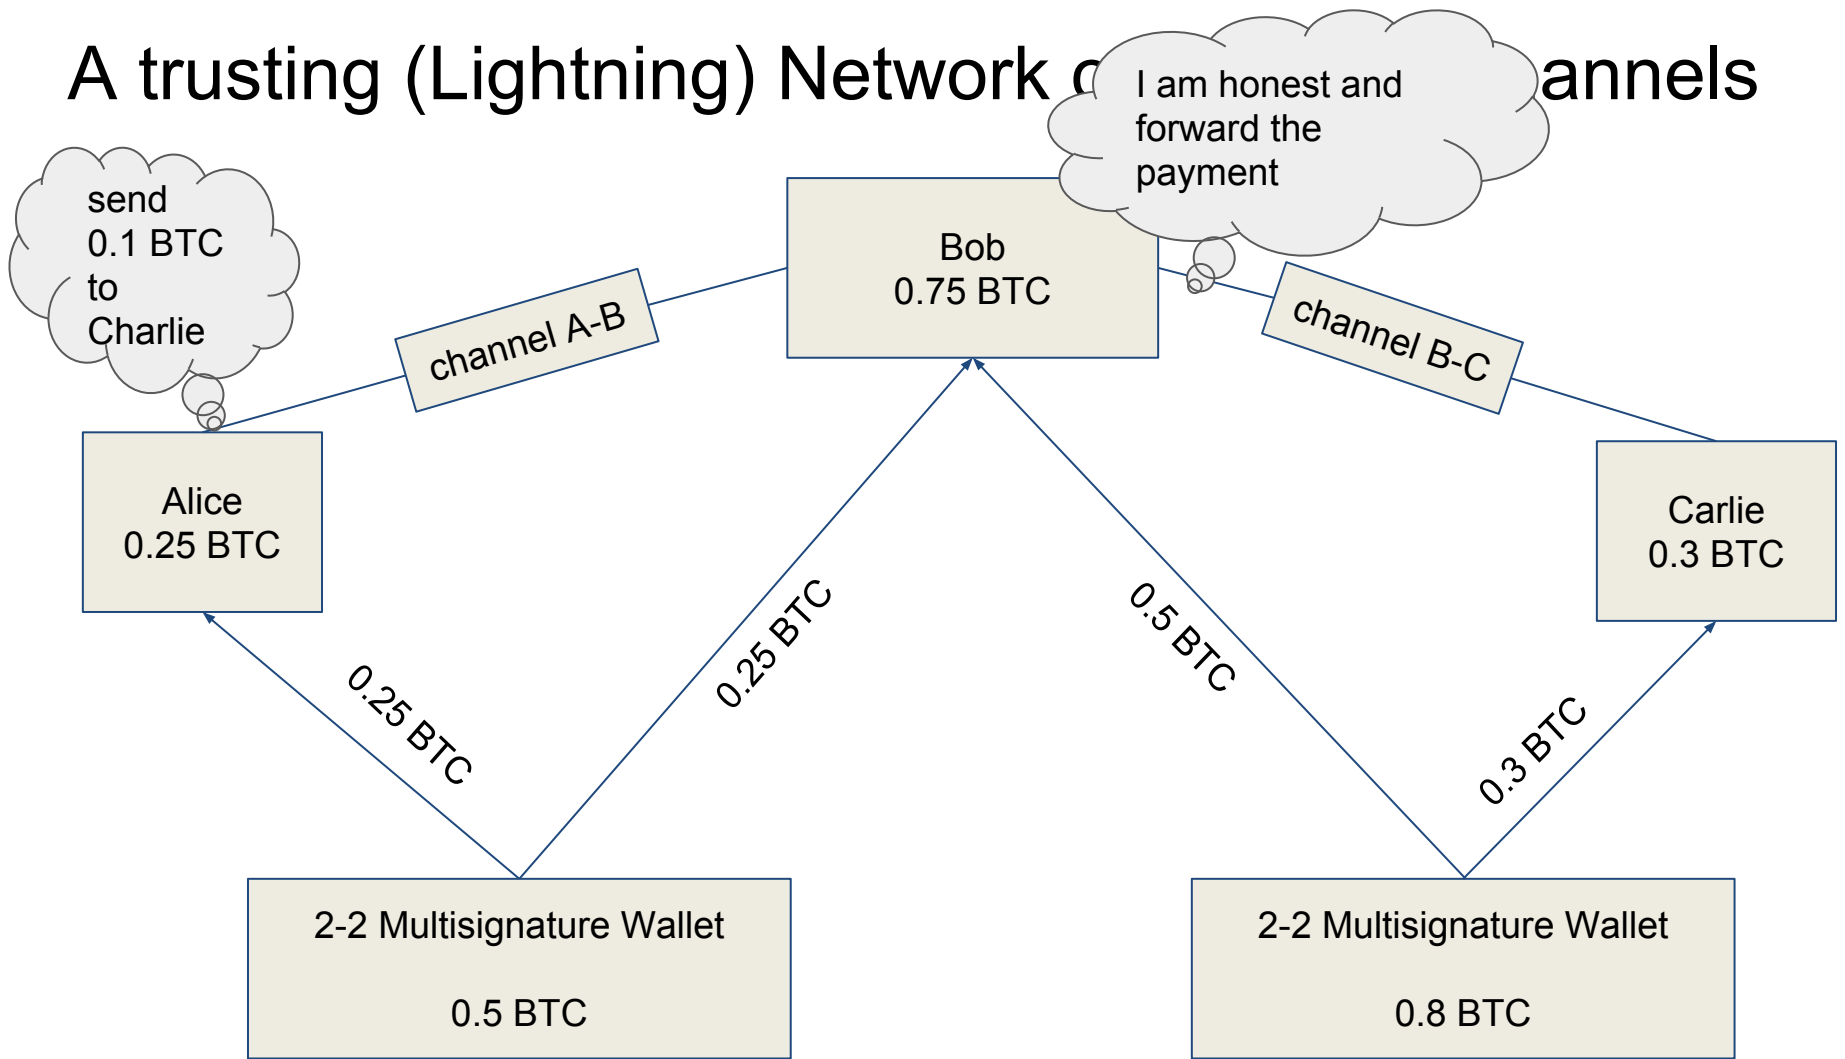 A trusting (Lightning) Network annels
I am honest and
forward the
payment
send
0.1 BTC
to
Charlie
Bob
0.75 BTC
channel A-B
channel B-C
Alice
0.25 BTC
Carlie
0.3 BTC
0.25 BTC
0.25 BTC
0.5 BTC
0.3 BTC
2-2 Multisignature Wallet
0.5 BTC
2-2 Multisignature Wallet
0.8 BTC